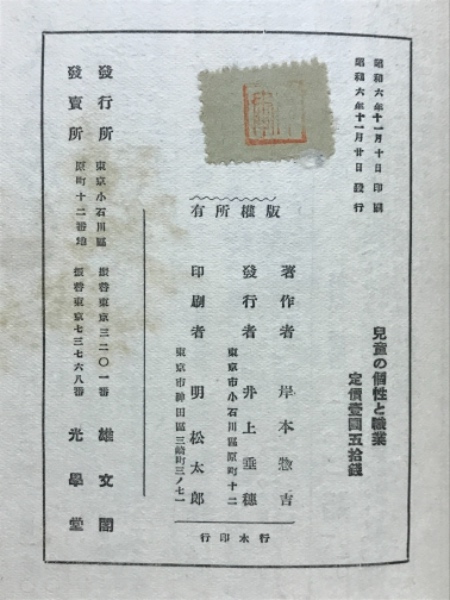 昭和六年十一月十日印刷
昭和六年十一月廿日發行
兒童の個性と職業
定價壹圓五拾錢
版權所有
著作者 岸本惣吉
發行者 井上垂穗
東京市小石川區原町十二
印刷者 明松太郎
東京市神田區三崎町三ノ七一
行水印行
發行所 東京小石川區 振替東京三二〇一番 雄文閣
發賣所 原町十二番地 振替東京七三七六八番 光學堂